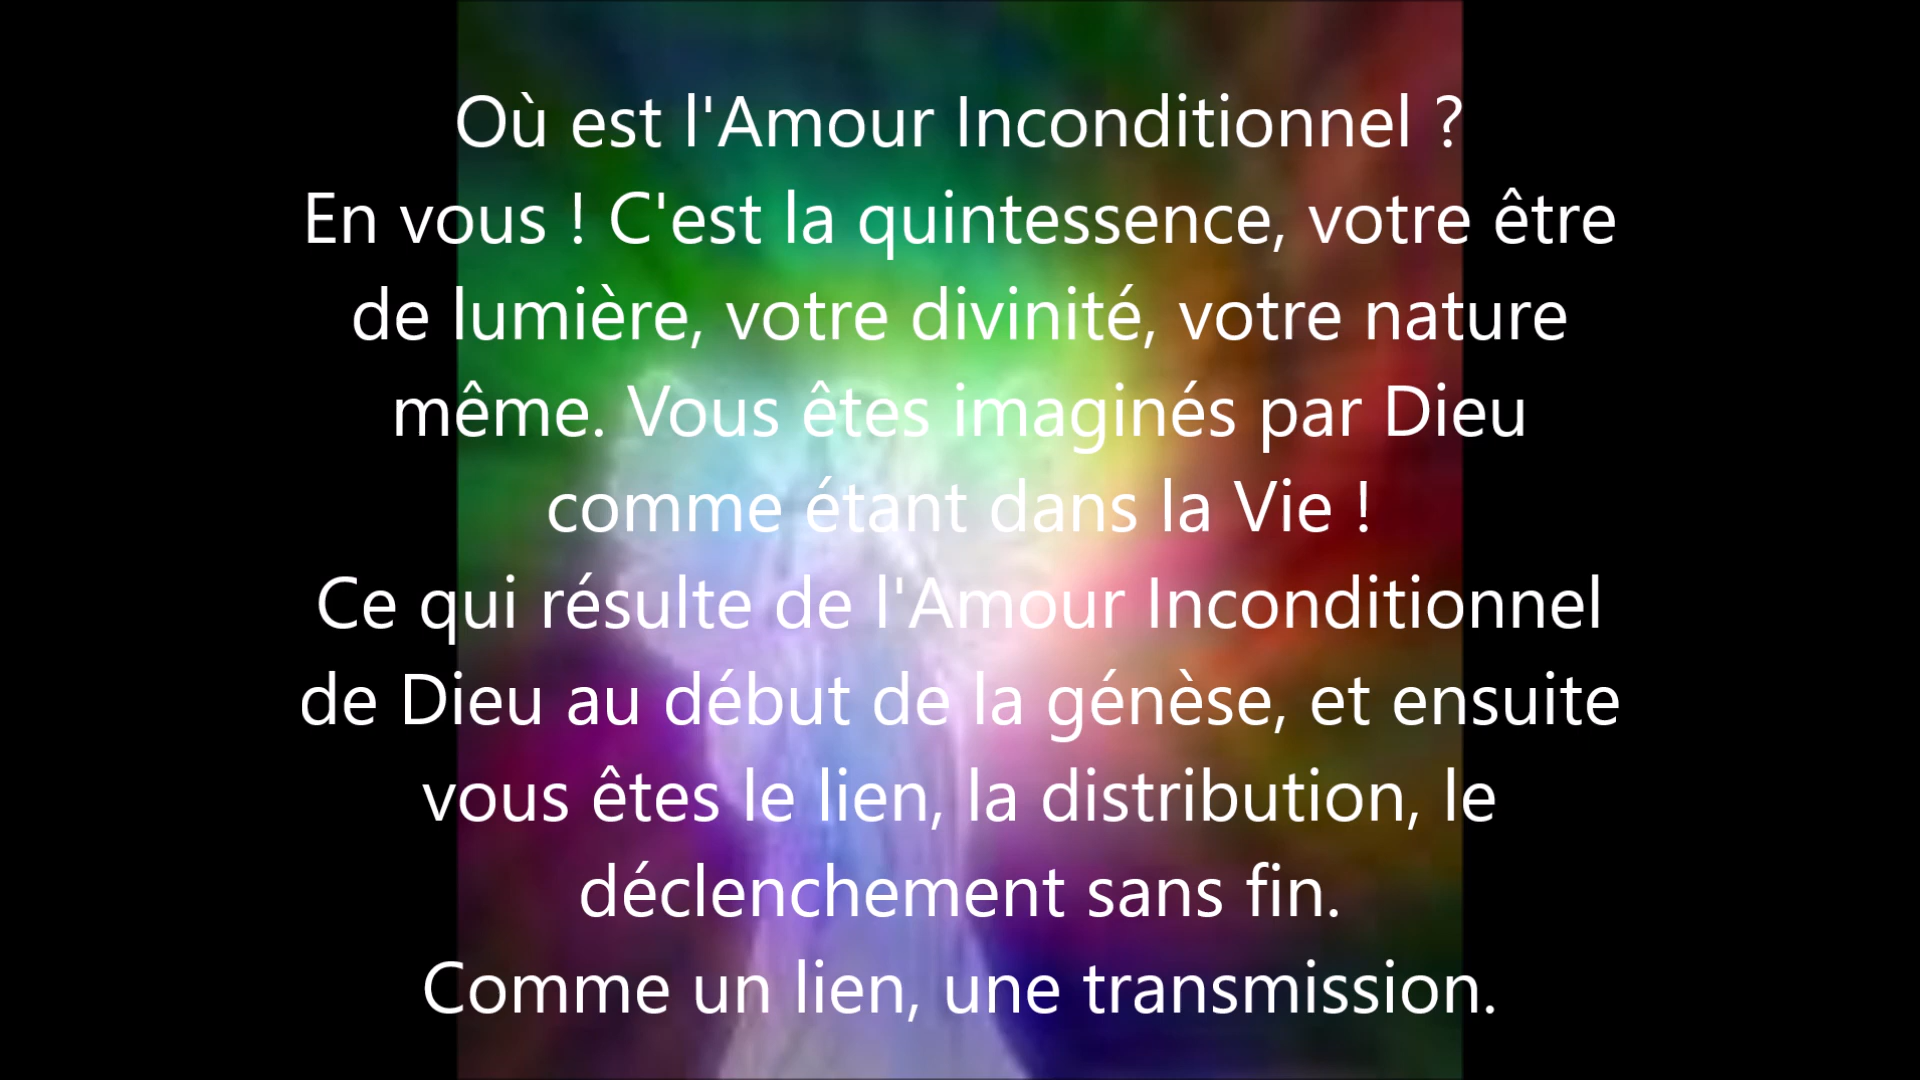 Où est l'Amour Inconditionnel ?
En vous ! C'est la quintessence, votre être
de lumière, votre divinité, votre nature
même. Vous êtes imaginés par Dieu
comme étant dans la Vie !
Ce qui résulte de l'Amour Inconditionnel
de Dieu au début de la génèse, et ensuite
vous êtes le lien, la distribution, le
déclenchement sans fin.
Comme un lien, une transmission.